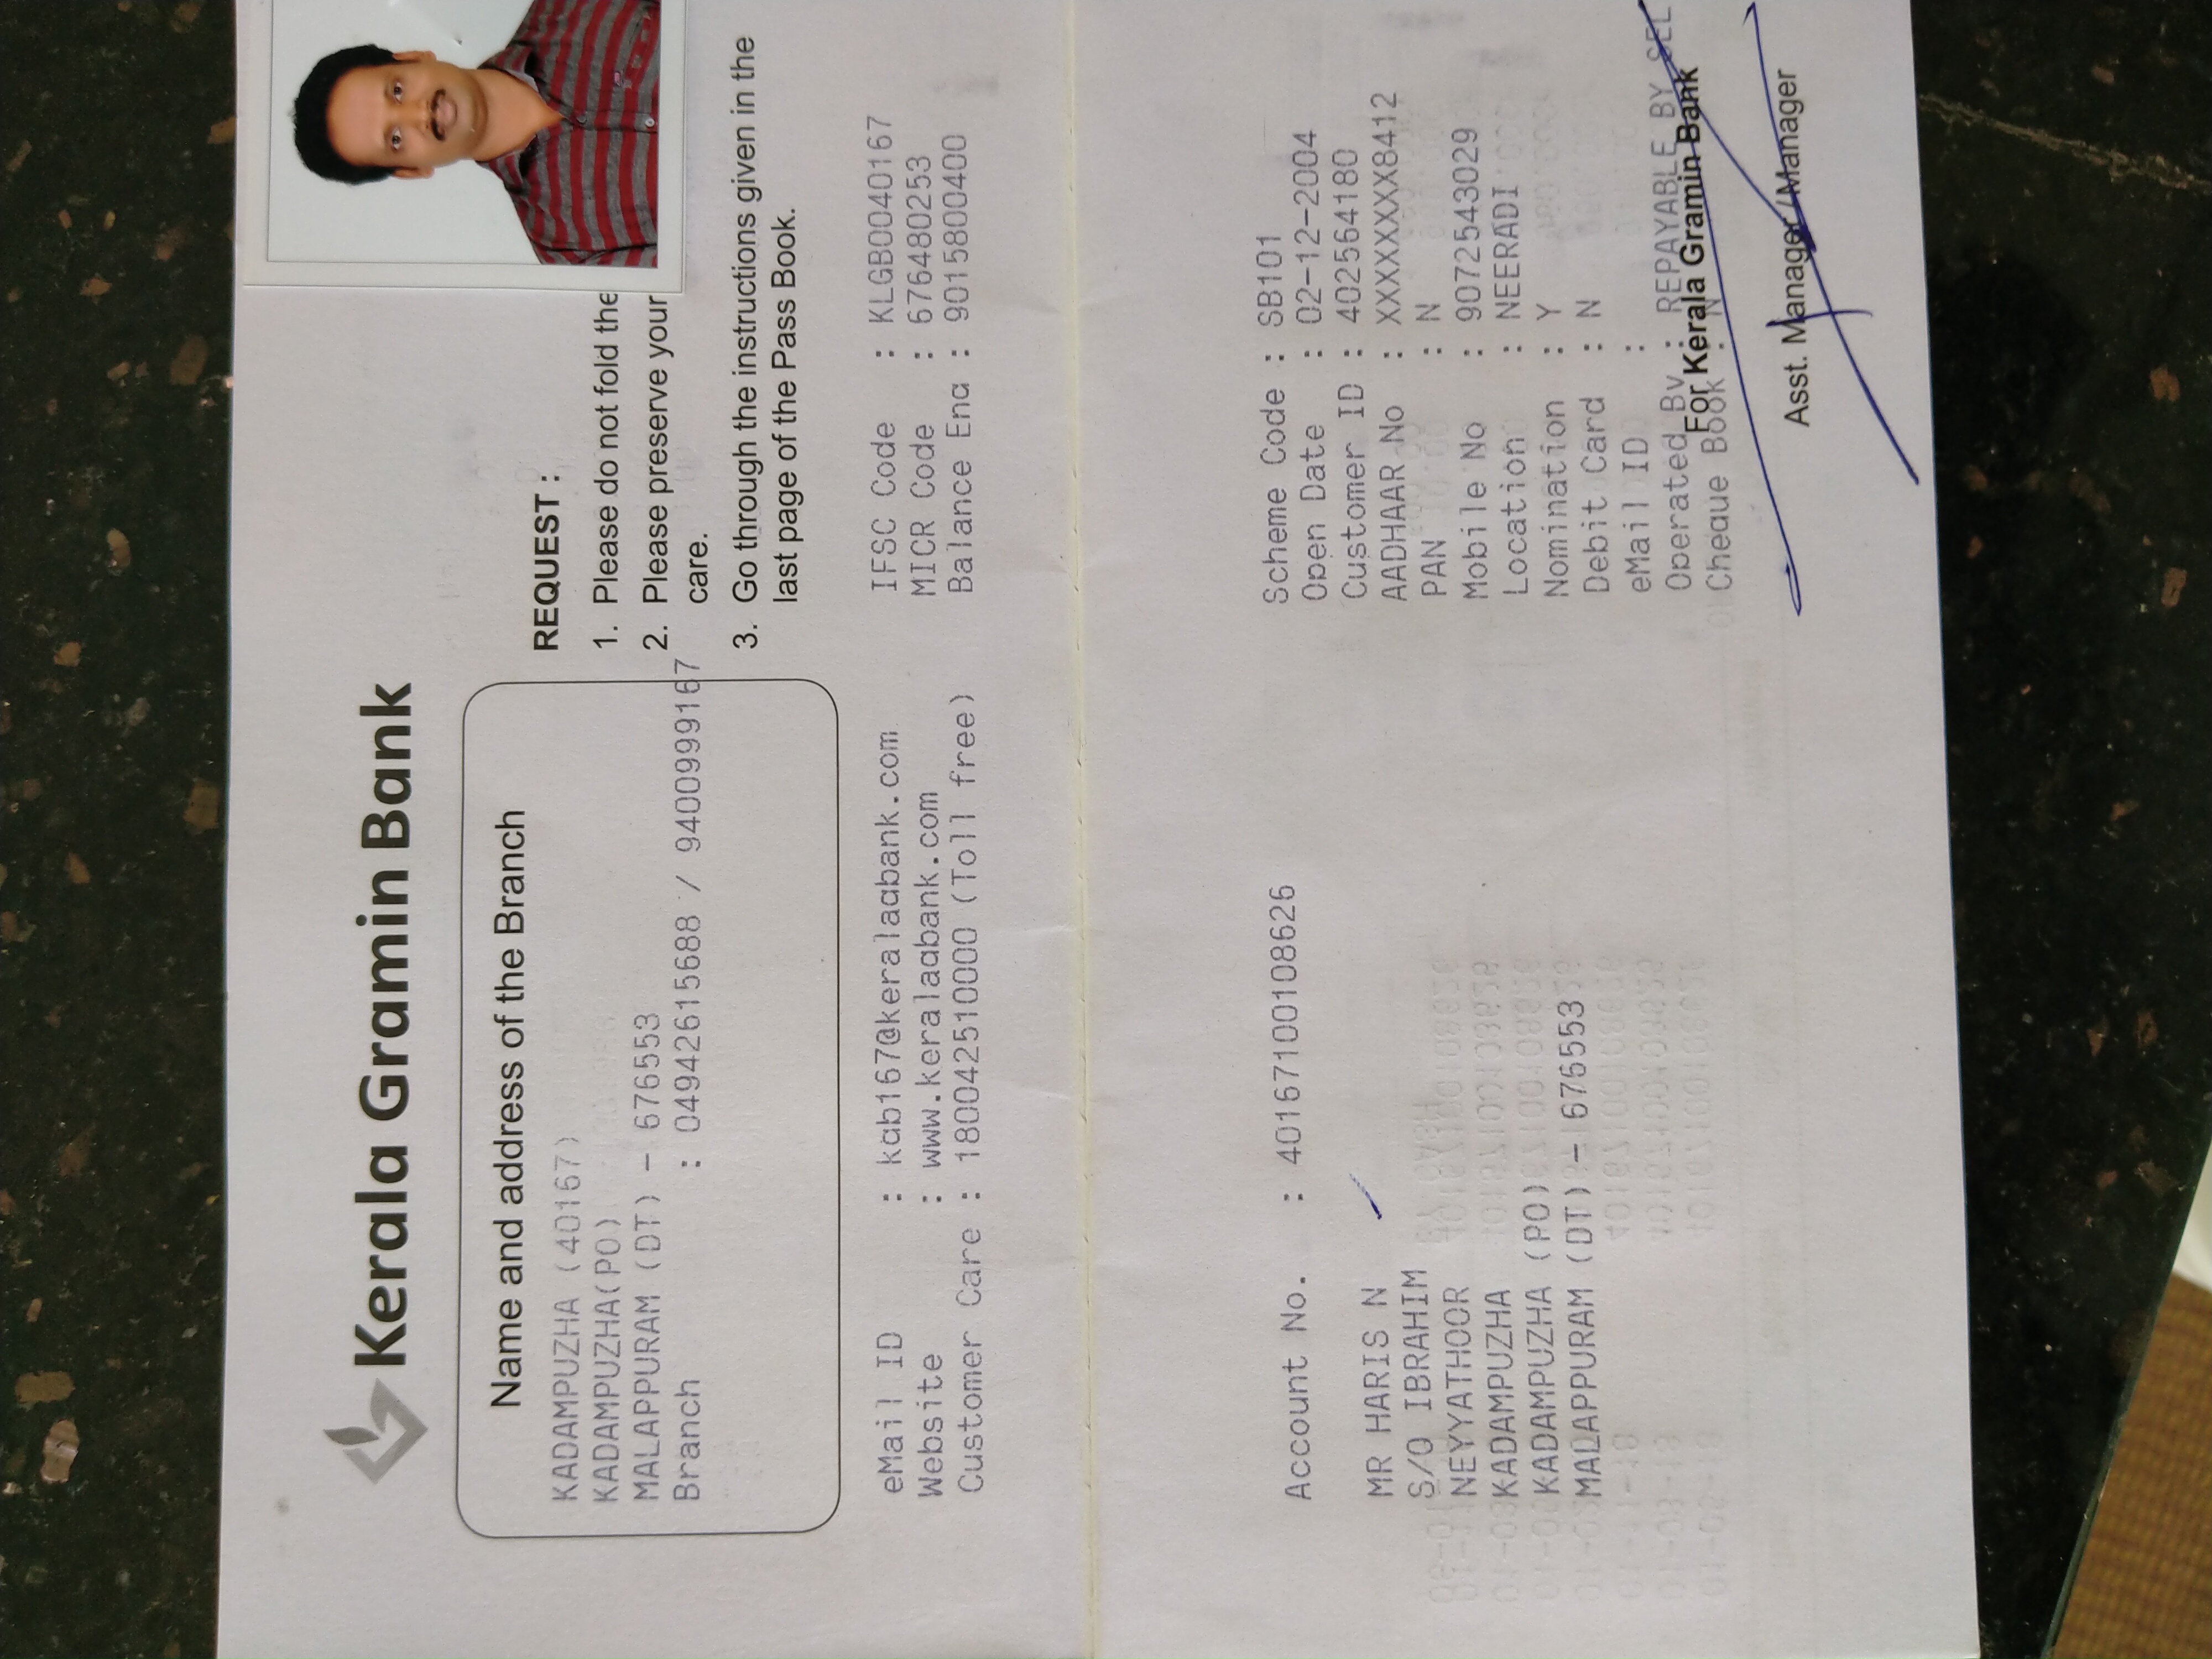 Kerala Gramin Bank
Name and address of the Branch
KADAMPUZHA (40167)
KADAMPUZHA(PO)
MALAPPURAM (DT) - 676553
Branch : 04942615688 / 9400999167
REQUEST :
1. Please do not fold the
2. Please preserve your
care.
3. Go through the instructions given in the
last page of the Pass Book.
eMail ID : kgb167@keralagbank.com
Website : www.keralagbank.com
Customer Care : 180042510000 (Toll free)
IFSC Code : KLGB0040167
MICR Code : 676480253
Balance Enq : 9015800400
Account No. : 40167100108626
MR HARIS N
S/O IBRAHIM
NEYYATHOOR
KADAMPUZHA
KADAMPUZHA (PO)
MALAPPURAM (DT) - 676553
Scheme Code : SB101
Open Date : 02-12-2004
Customer ID : 402564180
AADHAAR No : XXXXXXXX8412
PAN : N
Mobile No : 9072543029
Location : NEERADI
Nomination : Y
Debit Card : N
eMail ID :
Operated By : REPAYABLE BY SEL
Cheque Book : N
For Kerala Gramin Bank
Asst. Manager/Manager